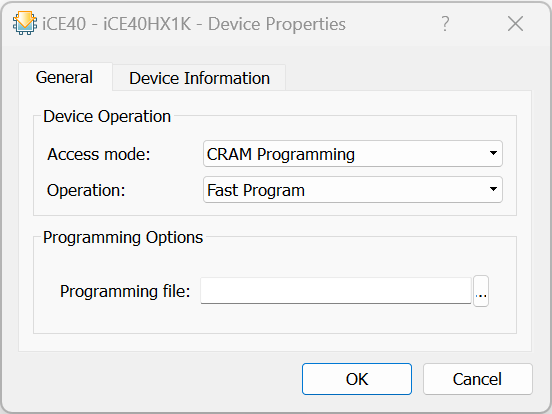 iCE40 - iCE40HX1K - Device Properties ?
General Device Information
Device Operation
Access mode: CRAM Programming
Operation: Fast Program
Programming Options
Programming file: ...
OK Cancel